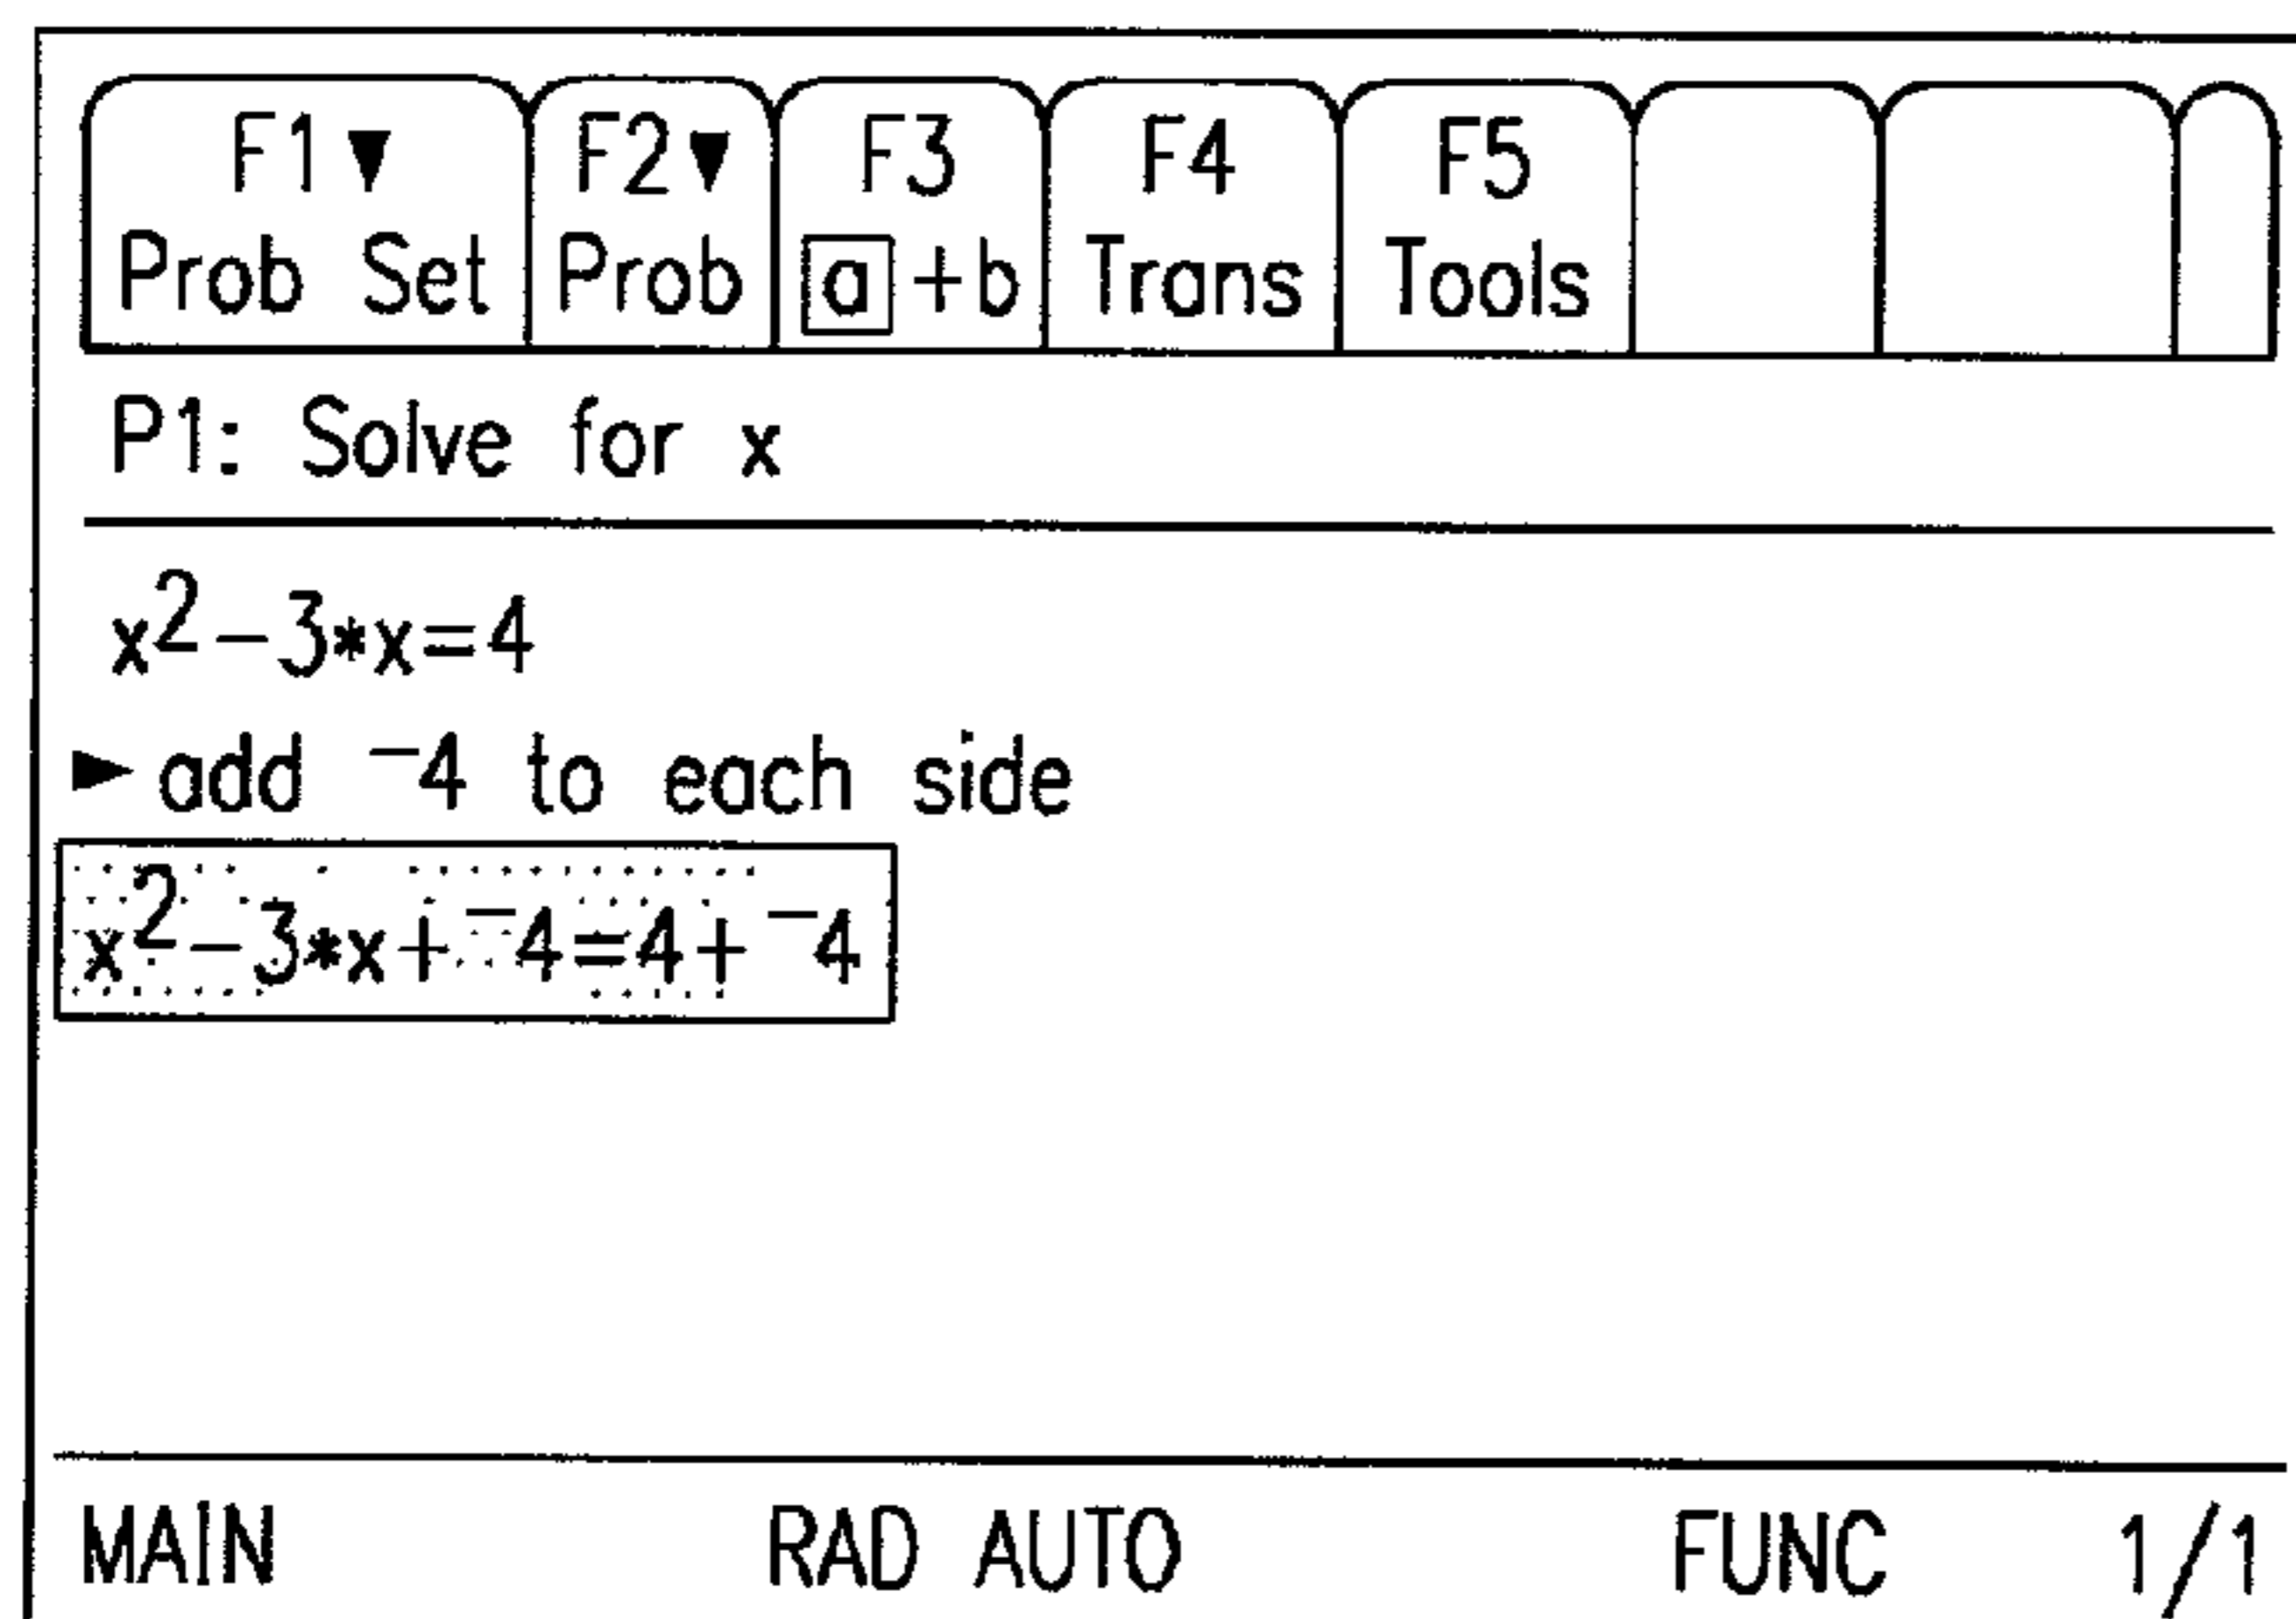 F1▼ F2▼ F3 F4 F5
Prob Set Prob a+b Trans Tools
P1: Solve for x
x²−3*x=4
►add ⁻4 to each side
x²−3*x+⁻4=4+⁻4
MAIN RAD AUTO FUNC 1/1